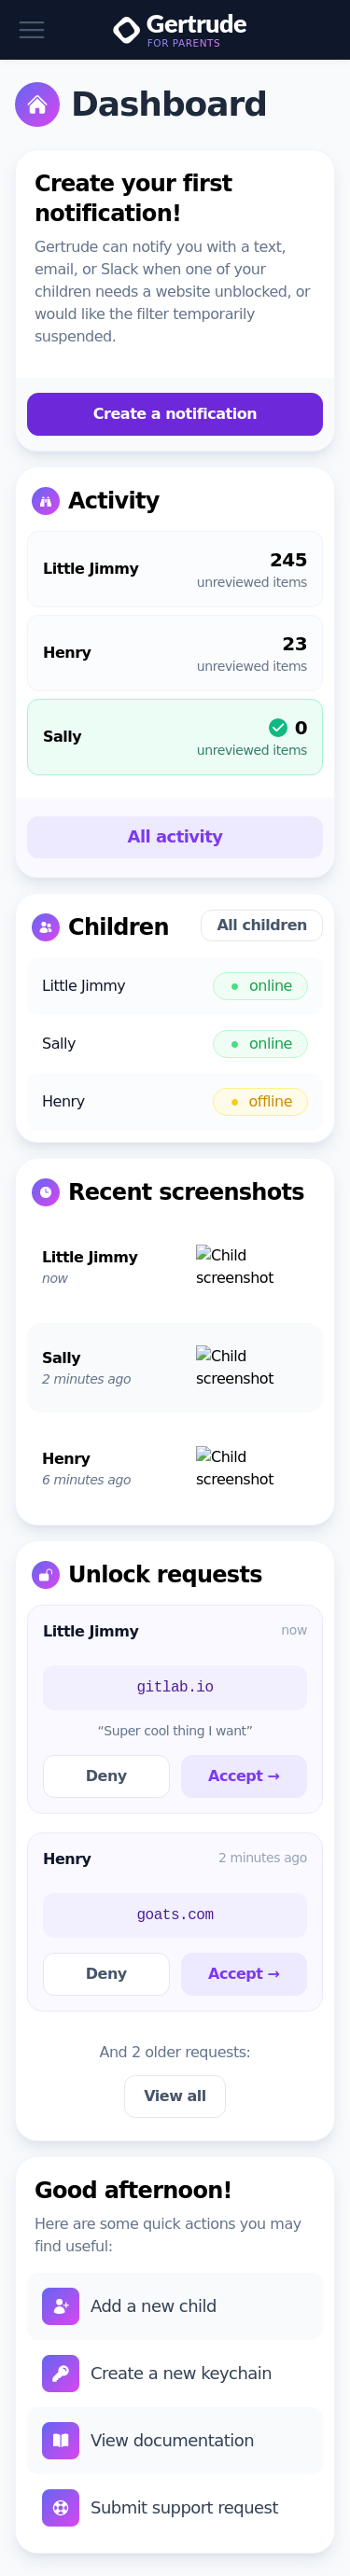 Gertrude
FOR PARENTS
Dashboard
Create your first
notification!
Gertrude can notify you with a text,
email, or Slack when one of your
children needs a website unblocked, or
would like the filter temporarily
suspended.
Create a notification
Activity
Little Jimmy
245
unreviewed items
Henry
23
unreviewed items
Sally
0
unreviewed items
All activity
Children
All children
Little Jimmy
online
Sally
online
Henry
offline
Recent screenshots
Little Jimmy
now
Child
screenshot
Sally
2 minutes ago
Child
screenshot
Henry
6 minutes ago
Child
screenshot
Unlock requests
Little Jimmy
now
gitlab.io
“Super cool thing I want”
Deny
Accept →
Henry
2 minutes ago
goats.com
Deny
Accept →
And 2 older requests:
View all
Good afternoon!
Here are some quick actions you may
find useful:
Add a new child
Create a new keychain
View documentation
Submit support request